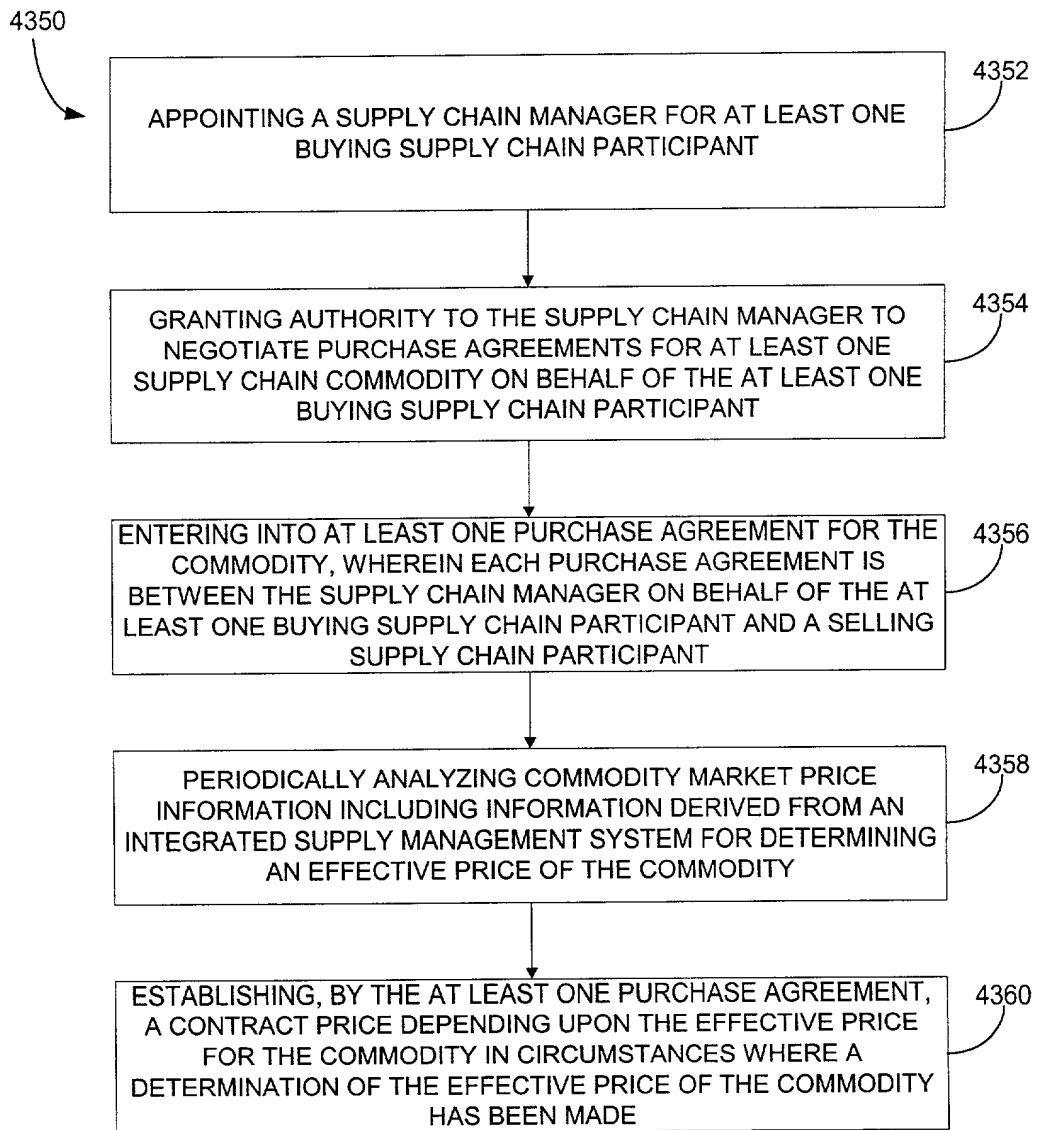 4350
4352
APPOINTING A SUPPLY CHAIN MANAGER FOR AT LEAST ONE
BUYING SUPPLY CHAIN PARTICIPANT
4354
GRANTING AUTHORITY TO THE SUPPLY CHAIN MANAGER TO
NEGOTIATE PURCHASE AGREEMENTS FOR AT LEAST ONE
SUPPLY CHAIN COMMODITY ON BEHALF OF THE AT LEAST ONE
BUYING SUPPLY CHAIN PARTICIPANT
4356
ENTERING INTO AT LEAST ONE PURCHASE AGREEMENT FOR THE
COMMODITY, WHEREIN EACH PURCHASE AGREEMENT IS
BETWEEN THE SUPPLY CHAIN MANAGER ON BEHALF OF THE AT
LEAST ONE BUYING SUPPLY CHAIN PARTICIPANT AND A SELLING
SUPPLY CHAIN PARTICIPANT
4358
PERIODICALLY ANALYZING COMMODITY MARKET PRICE
INFORMATION INCLUDING INFORMATION DERIVED FROM AN
INTEGRATED SUPPLY MANAGEMENT SYSTEM FOR DETERMINING
AN EFFECTIVE PRICE OF THE COMMODITY
4360
ESTABLISHING, BY THE AT LEAST ONE PURCHASE AGREEMENT,
A CONTRACT PRICE DEPENDING UPON THE EFFECTIVE PRICE
FOR THE COMMODITY IN CIRCUMSTANCES WHERE A
DETERMINATION OF THE EFFECTIVE PRICE OF THE COMMODITY
HAS BEEN MADE